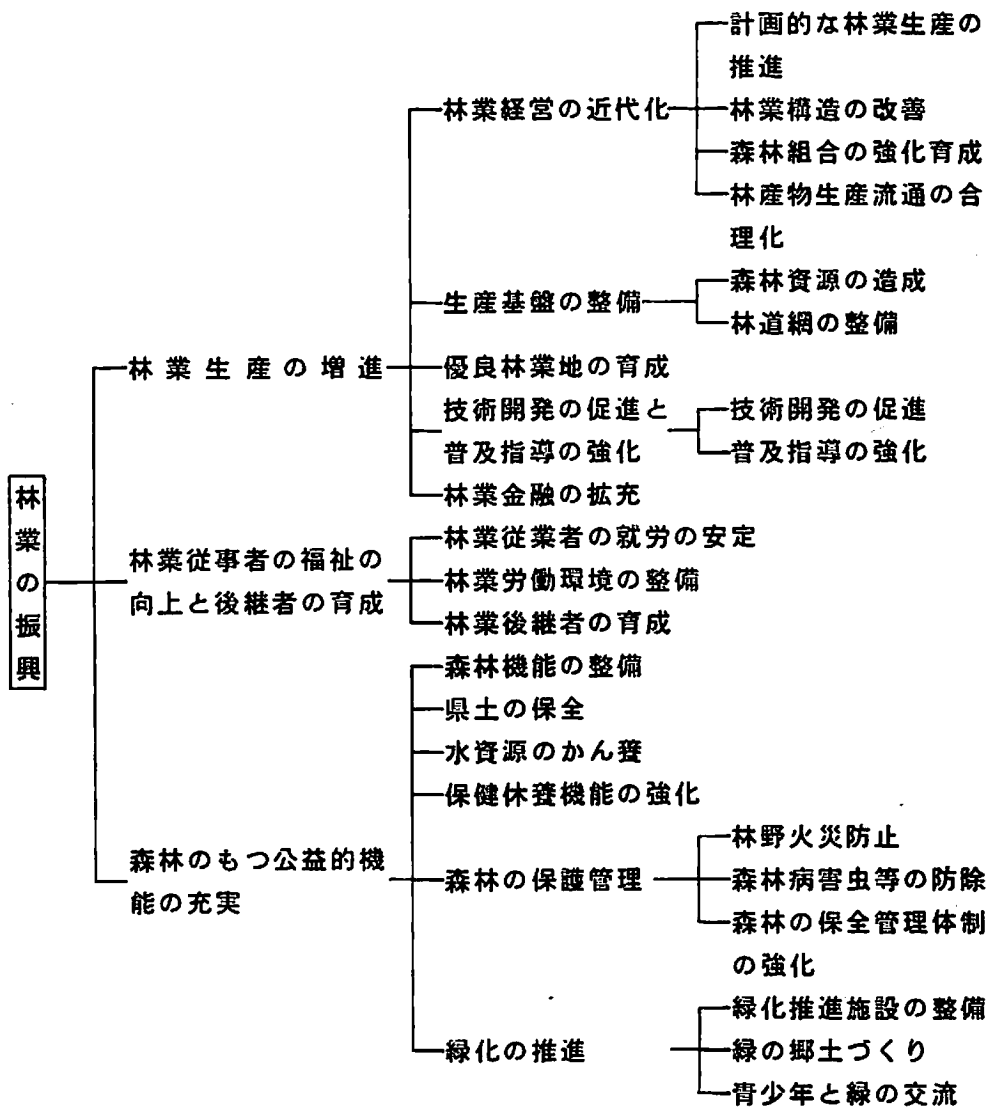 林業の振興
林業生産の増進
林業経営の近代化
計画的な林業生産の
推進
林業構造の改善
森林組合の強化育成
林産物生産流通の合
理化
生産基盤の整備
森林資源の造成
林道網の整備
優良林業地の育成
技術開発の促進と
普及指導の強化
技術開発の促進
普及指導の強化
林業金融の拡充
林業従事者の福祉の
向上と後継者の育成
林業従業者の就労の安定
林業労働環境の整備
林業後継者の育成
森林のもつ公益的機
能の充実
森林機能の整備
県土の保全
水資源のかん養
保健休養機能の強化
森林の保護管理
林野火災防止
森林病害虫等の防除
森林の保全管理体制
の強化
緑化の推進
緑化推進施設の整備
緑の郷土づくり
青少年と緑の交流